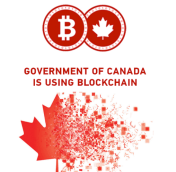 GOVERNMENT OF CANADA
IS USING BLOCKCHAIN